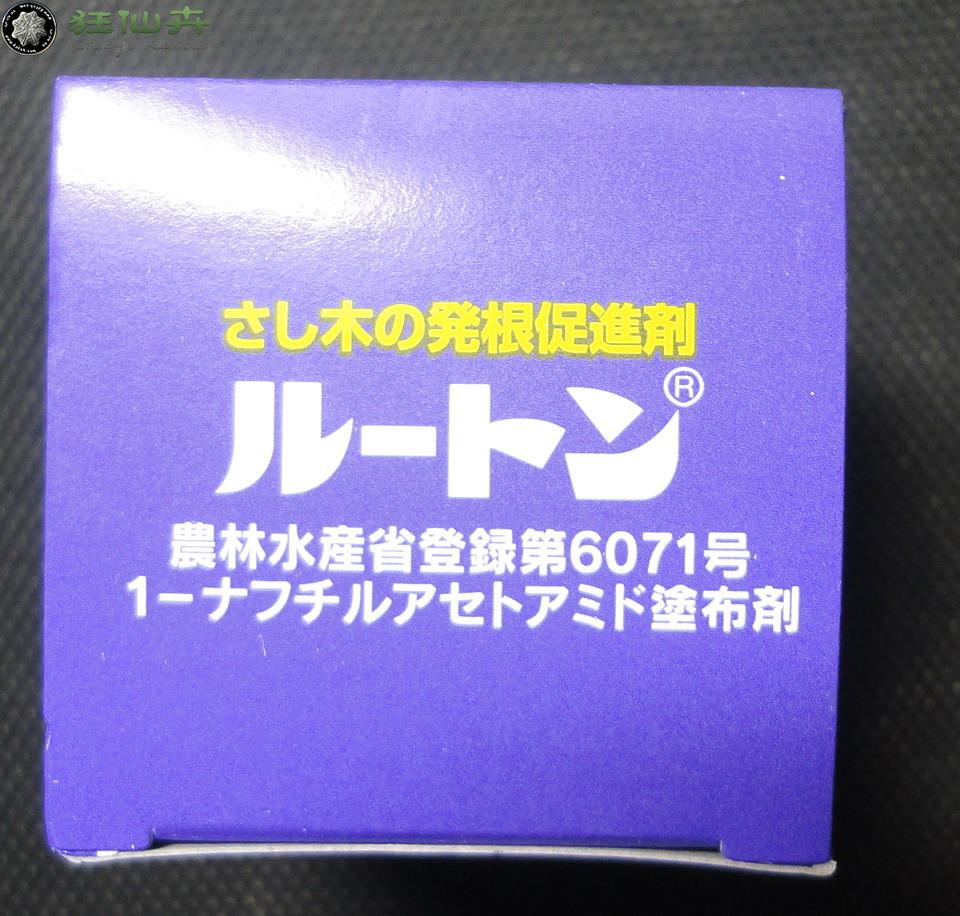 狂仙卉
さし木の発根促進剤
ルートン®
農林水産省登録第6071号
1-ナフチルアセトアミド塗布剤